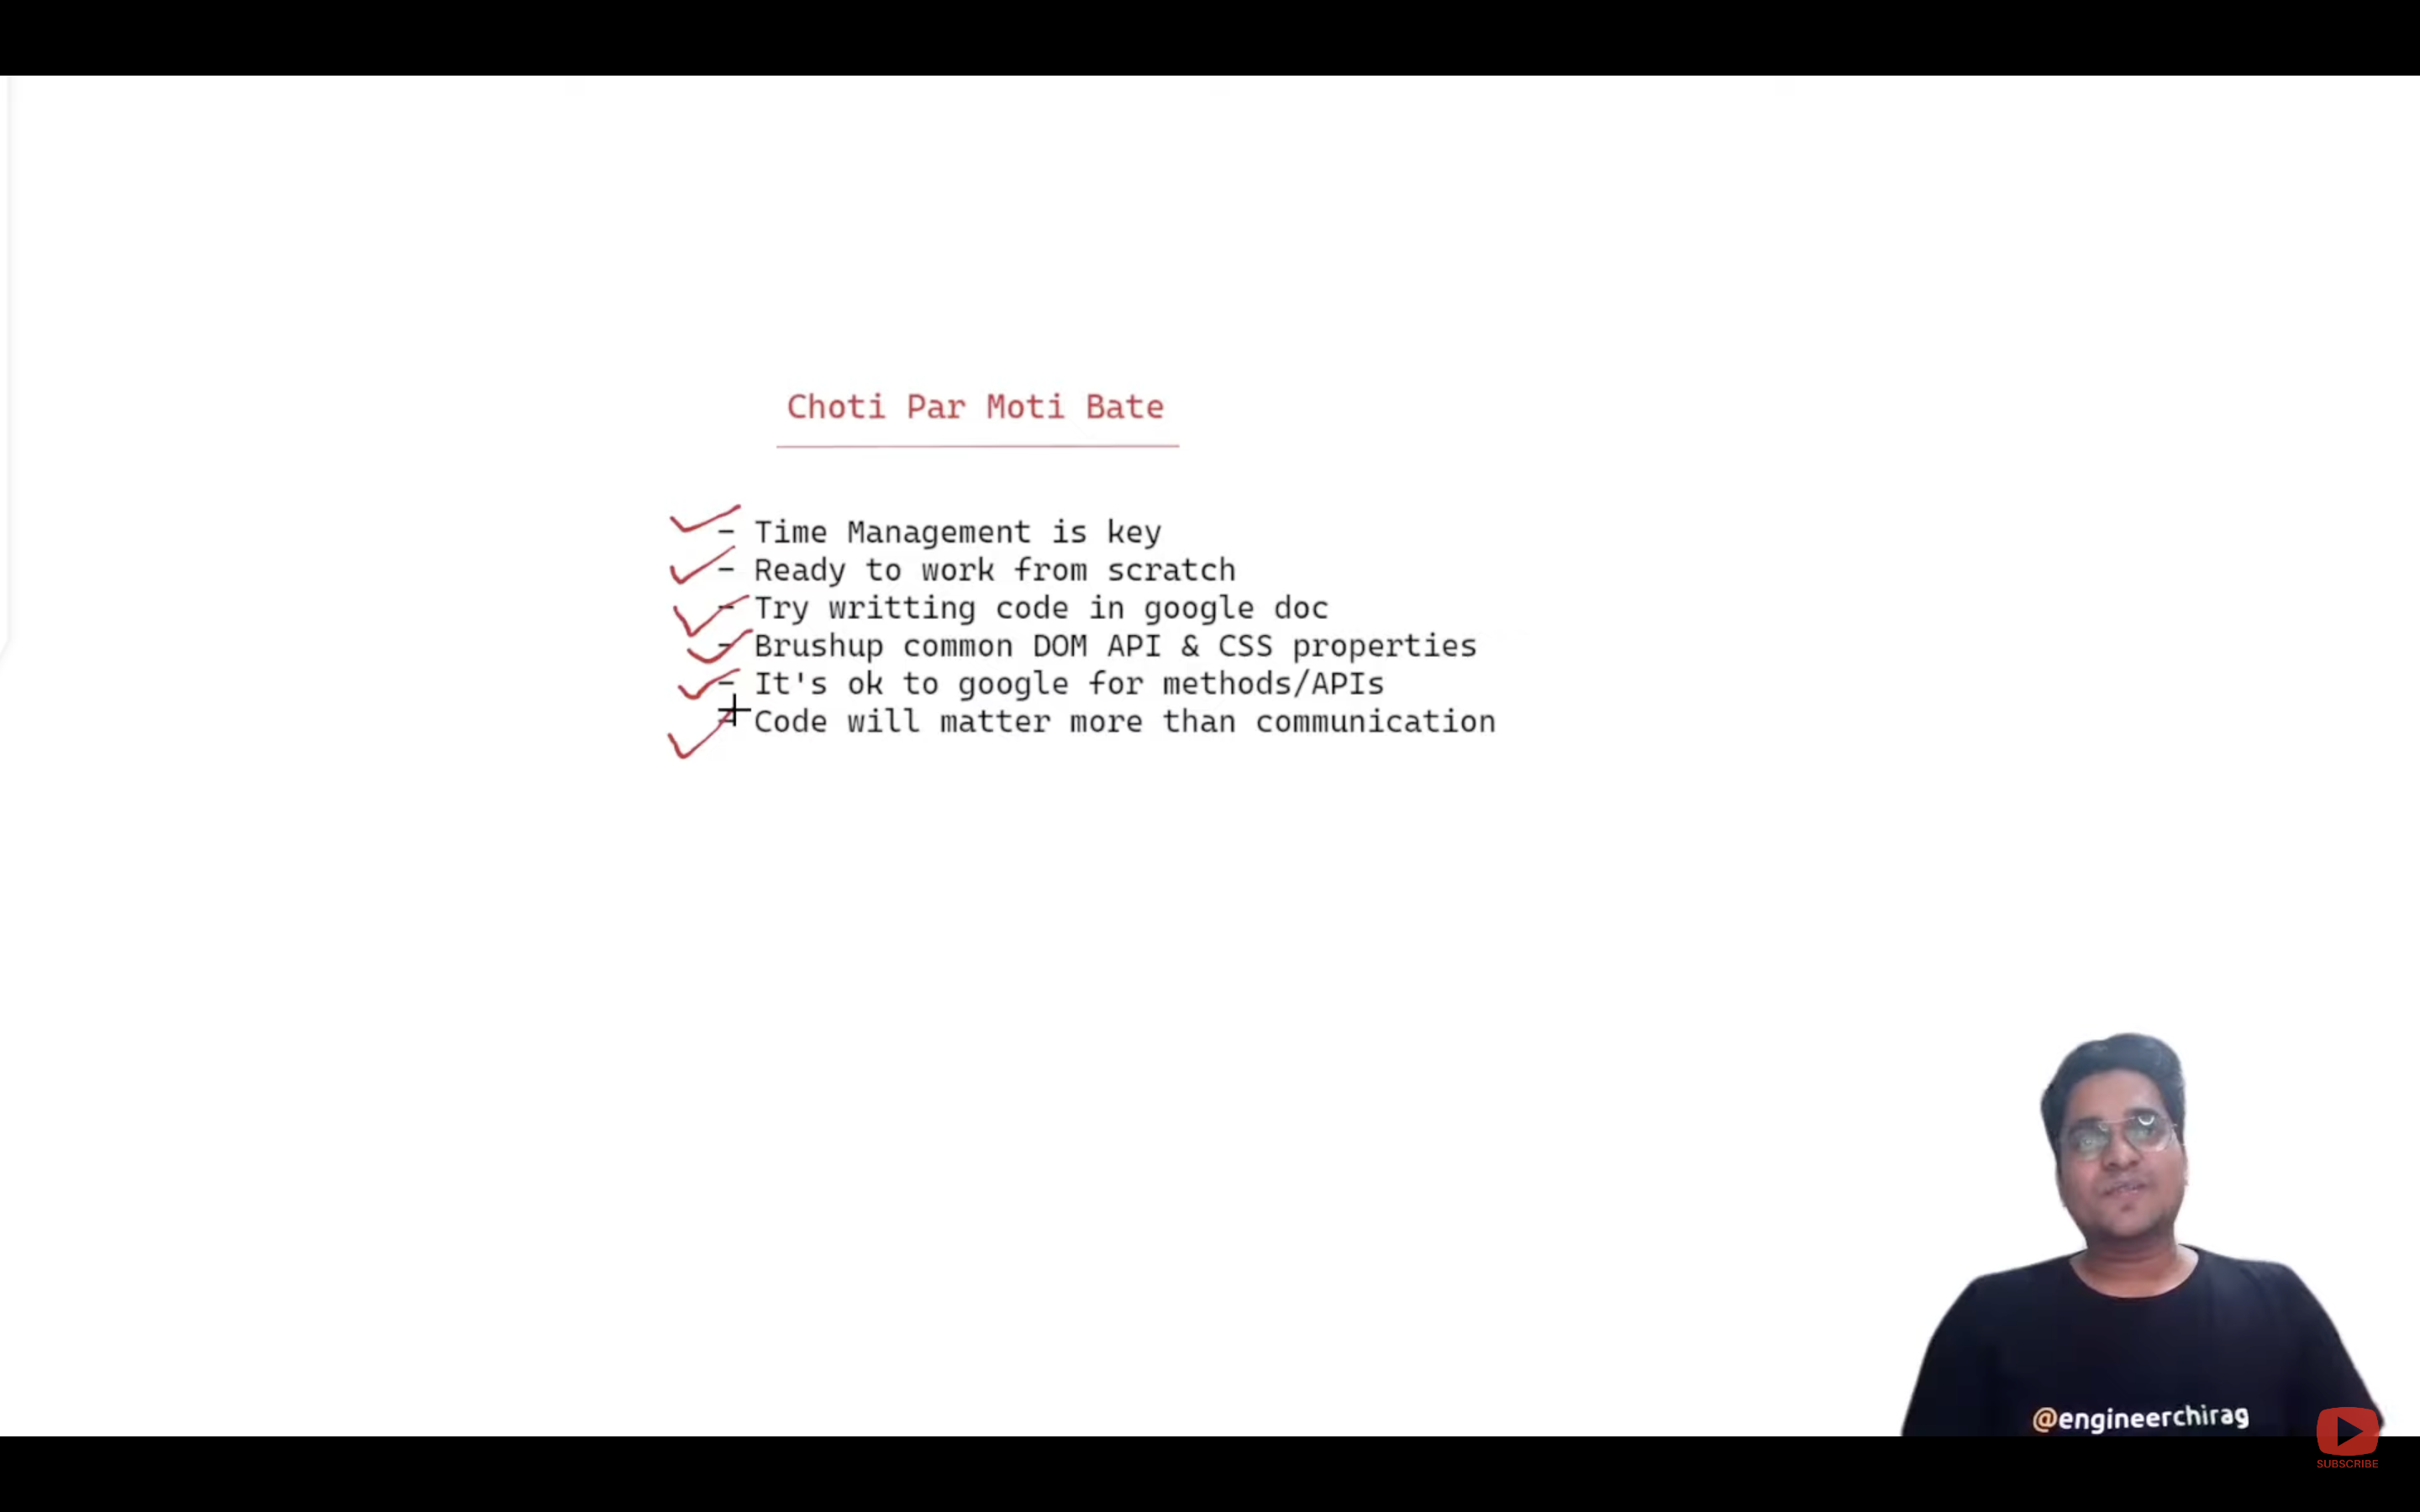 Choti Par Moti Bate
- Time Management is key
- Ready to work from scratch
- Try writting code in google doc
- Brushup common DOM API & CSS properties
- It's ok to google for methods/APIs
- Code will matter more than communication
@engineerchirag
SUBSCRIBE